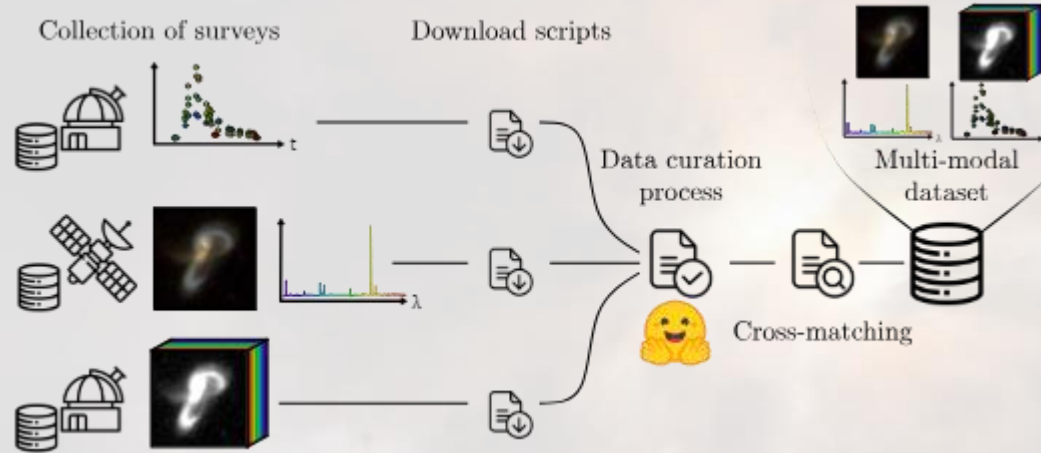 Collection of surveys
Download scripts
t
λ
Data curation
process
Cross-matching
λ
Multi-modal
dataset